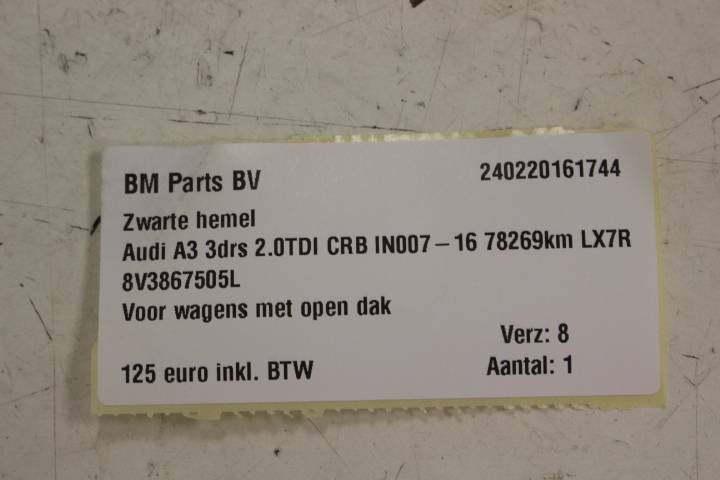 BM Parts BV 240220161744
Zwarte hemel
Audi A3 3drs 2.0TDI CRB IN007-16 78269km LX7R
8V3867505L
Voor wagens met open dak
Verz: 8
125 euro inkl. BTW Aantal: 1